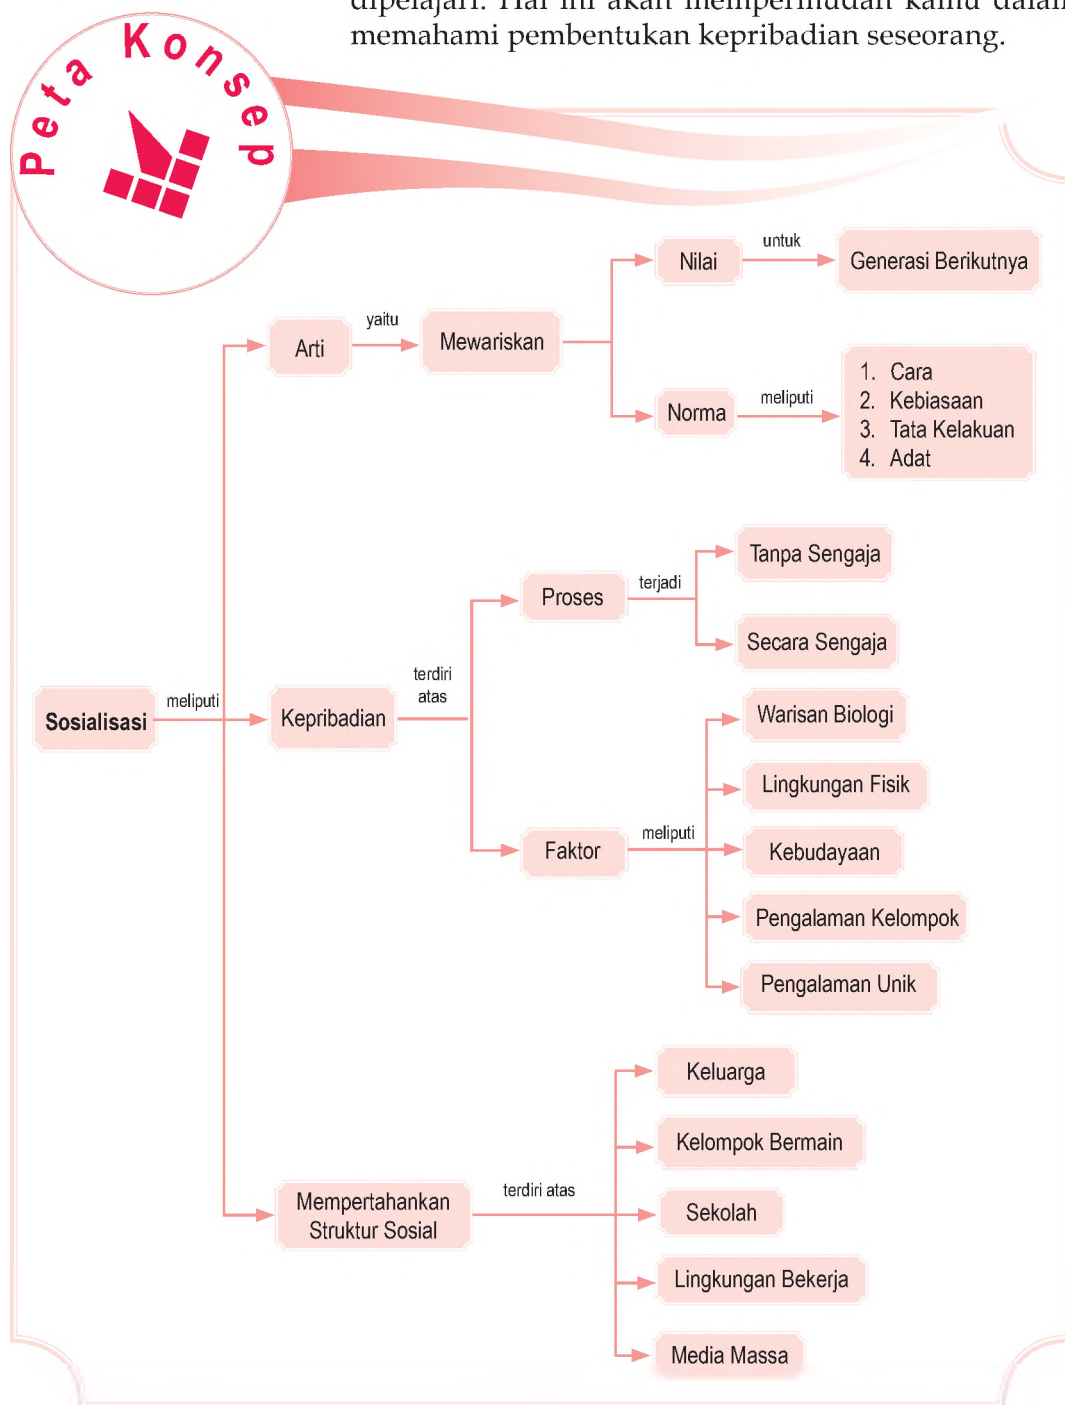 memahami pembentukan kepribadian seseorang.
Peta Konsep
Sosialisasi
meliputi
Arti
yaitu
Mewariskan
Nilai
untuk
Generasi Berikutnya
Norma
meliputi
1. Cara
2. Kebiasaan
3. Tata Kelakuan
4. Adat
Kepribadian
terdiri
atas
Proses
terjadi
Tanpa Sengaja
Secara Sengaja
Faktor
meliputi
Warisan Biologi
Lingkungan Fisik
Kebudayaan
Pengalaman Kelompok
Pengalaman Unik
Mempertahankan
Struktur Sosial
terdiri atas
Keluarga
Kelompok Bermain
Sekolah
Lingkungan Bekerja
Media Massa